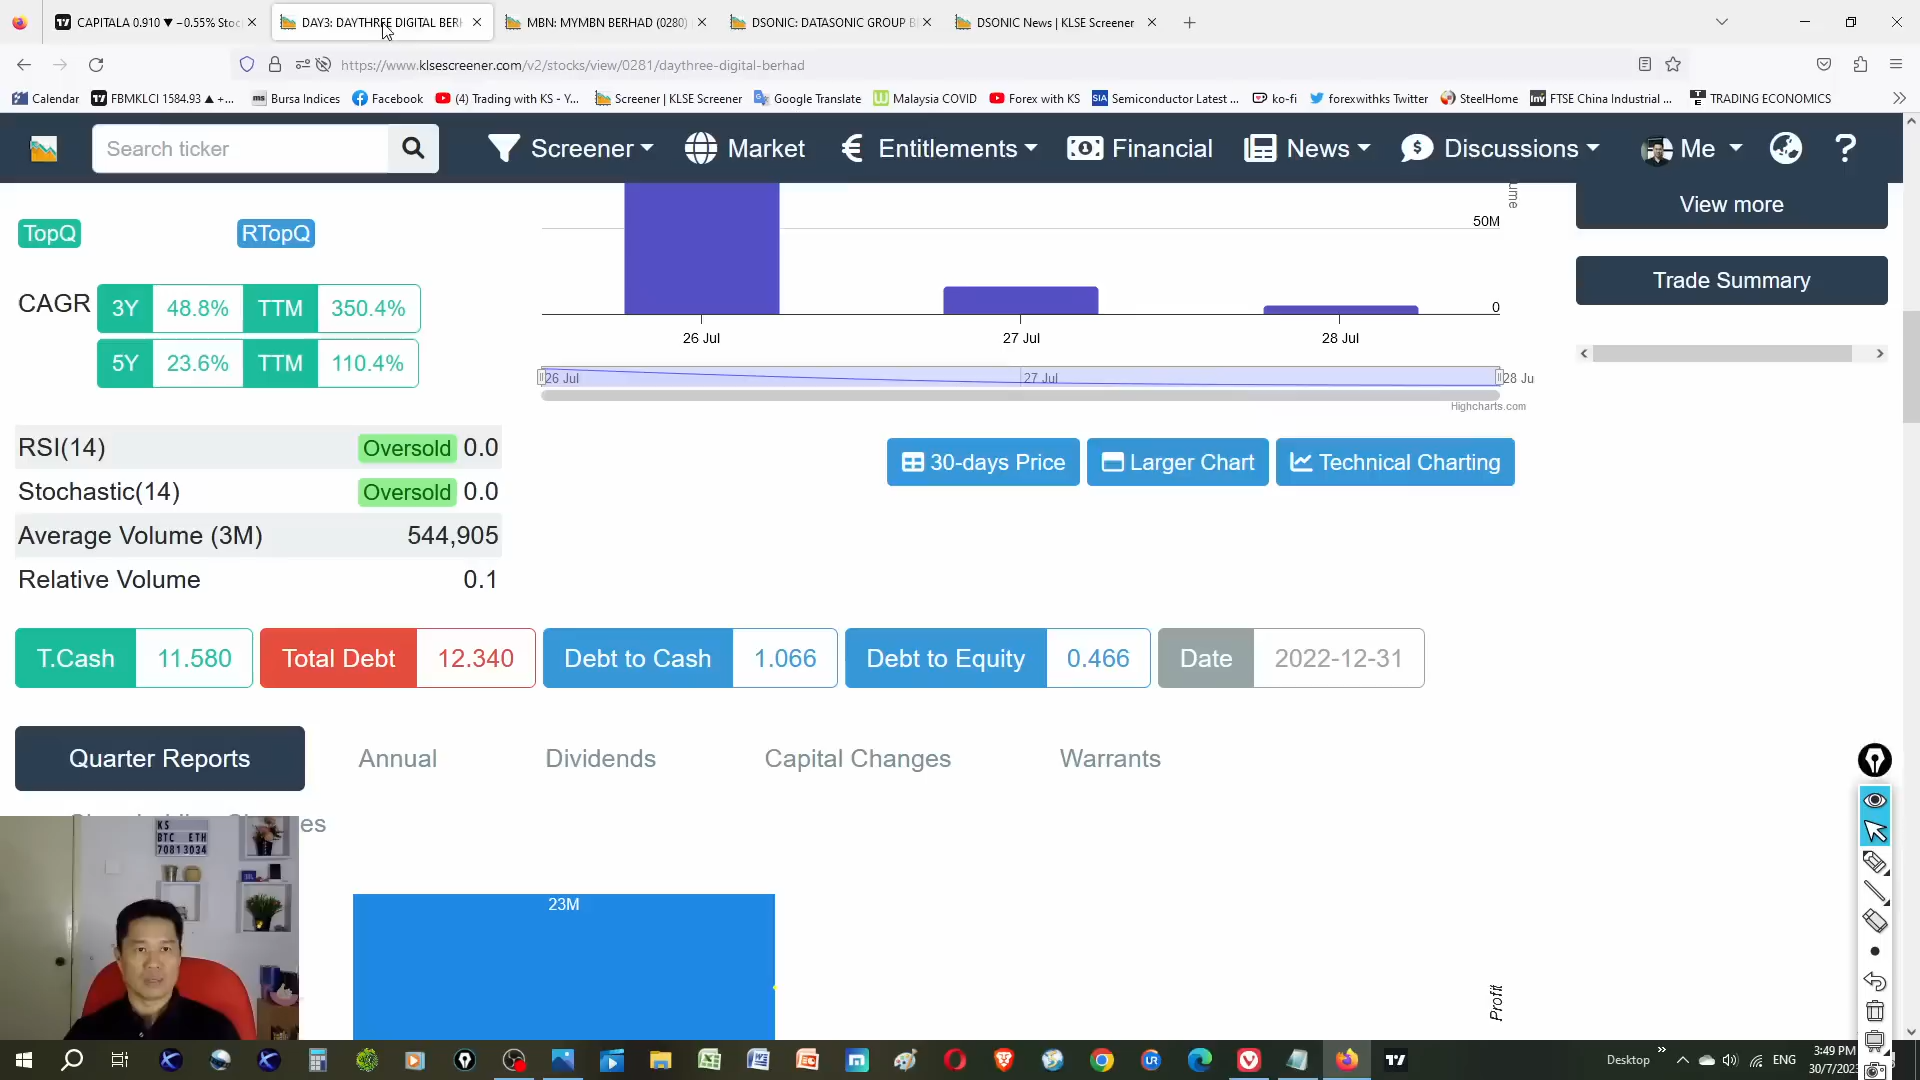 CAPITALA 0.910 ▼ −0.55% Stoc
DAY3: DAYTHREE DIGITAL BERH
MBN: MYMBN BERHAD (0280)
DSONIC: DATASONIC GROUP B
DSONIC News | KLSE Screener
https://www.klsescreener.com/v2/stocks/view/0281/daythree-digital-berhad
Calendar
FBMKLCI 1584.93 ▲ +...
Bursa Indices
Facebook
(4) Trading with KS - Y...
Screener | KLSE Screener
Google Translate
Malaysia COVID
Forex with KS
Semiconductor Latest ...
ko-fi
forexwithks Twitter
SteelHome
FTSE China Industrial ...
TRADING ECONOMICS
Search ticker
Screener
Market
Entitlements
Financial
News
Discussions
Me
?
View more
TopQ
RTopQ
50M
Trade Summary
CAGR
3Y 48.8% TTM 350.4%
5Y 23.6% TTM 110.4%
0
26 Jul
27 Jul
28 Jul
26 Jul
27 Jul
28 Ju
Highcharts.com
RSI(14) Oversold 0.0
Stochastic(14) Oversold 0.0
Average Volume (3M) 544,905
Relative Volume 0.1
30-days Price
Larger Chart
Technical Charting
T.Cash 11.580
Total Debt 12.340
Debt to Cash 1.066
Debt to Equity 0.466
Date 2022-12-31
Quarter Reports
Annual
Dividends
Capital Changes
Warrants
KS
BTC ETH
70813034
23M
Profit
Desktop
ENG
3:49 PM